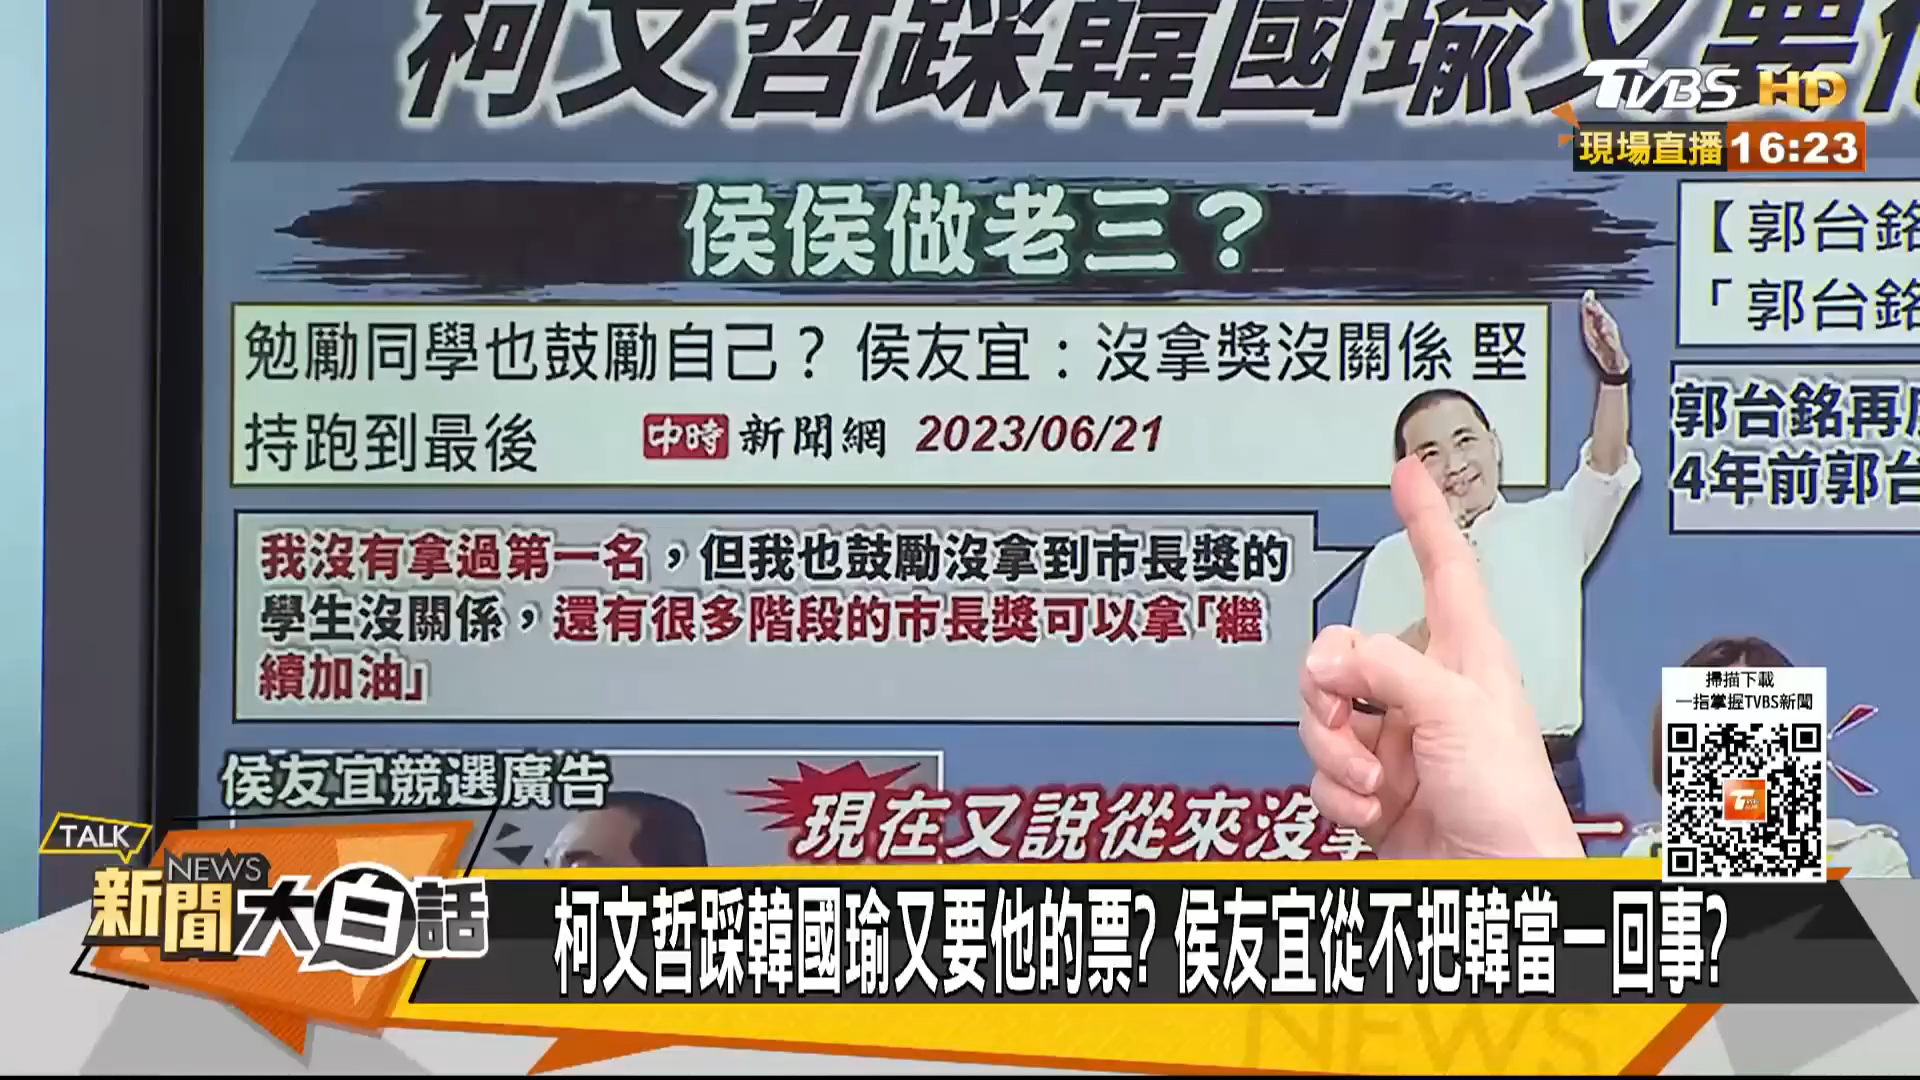 柯文哲踩韓國瑜又要
TVBS HD
現場直播 16:23
侯侯做老三？
勉勵同學也鼓勵自己？ 侯友宜：沒拿獎沒關係 堅
持跑到最後 中時 新聞網 2023/06/21
我沒有拿過第一名，但我也鼓勵沒拿到市長獎的
學生沒關係，還有很多階段的市長獎可以拿「繼
續加油」
【郭台銘
「郭台銘
郭台銘再
4年前郭台
掃描下載
一指掌握TVBS新聞
侯友宜競選廣告
現在又說從來沒拿
TALK
NEWS
新聞大白話
柯文哲踩韓國瑜又要他的票? 侯友宜從不把韓當一回事?
NEWS